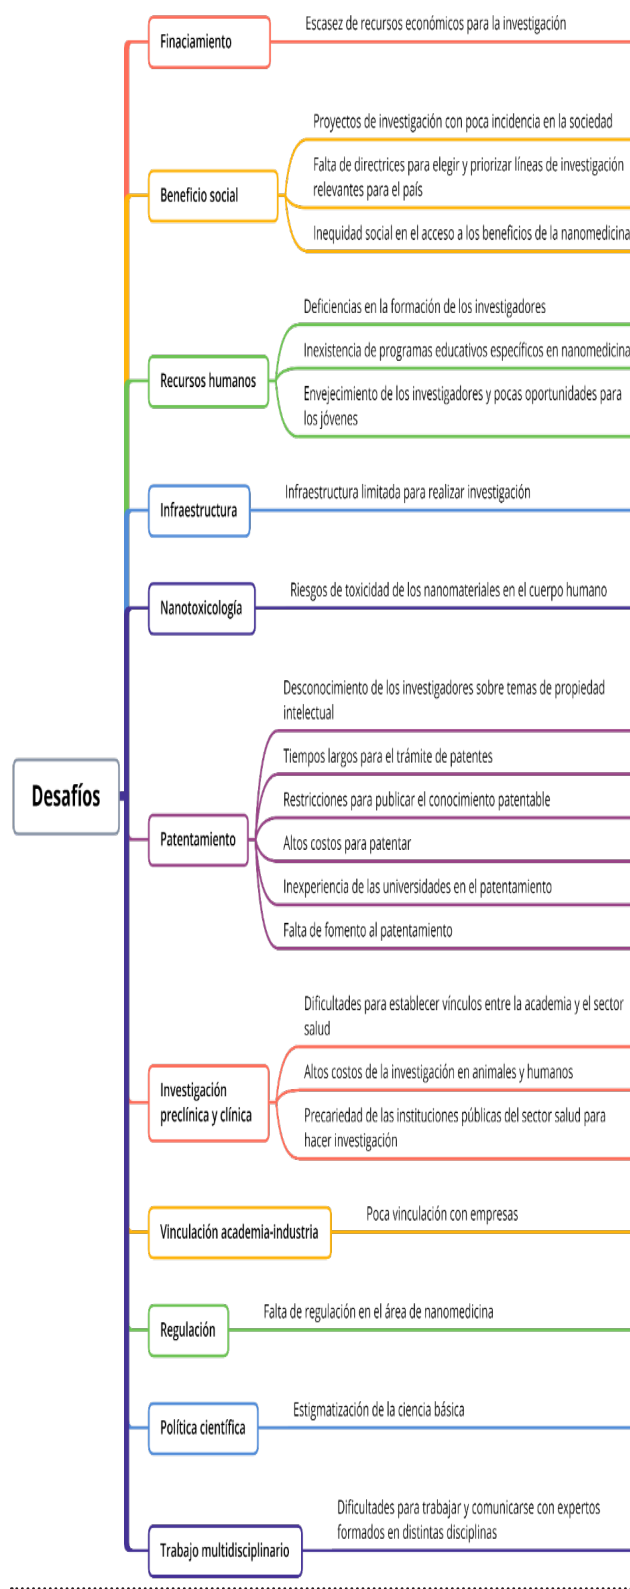 Desafíos
Finaciamiento
Escasez de recursos económicos para la investigación
Beneficio social
Proyectos de investigación con poca incidencia en la sociedad
Falta de directrices para elegir y priorizar líneas de investigación
relevantes para el país
Inequidad social en el acceso a los beneficios de la nanomedicina
Recursos humanos
Deficiencias en la formación de los investigadores
Inexistencia de programas educativos específicos en nanomedicina
Envejecimiento de los investigadores y pocas oportunidades para
los jóvenes
Infraestructura
Infraestructura limitada para realizar investigación
Nanotoxicología
Riesgos de toxicidad de los nanomateriales en el cuerpo humano
Patentamiento
Desconocimiento de los investigadores sobre temas de propiedad
intelectual
Tiempos largos para el trámite de patentes
Restricciones para publicar el conocimiento patentable
Altos costos para patentar
Inexperiencia de las universidades en el patentamiento
Falta de fomento al patentamiento
Investigación
preclínica y clínica
Dificultades para establecer vínculos entre la academia y el sector
salud
Altos costos de la investigación en animales y humanos
Precariedad de las instituciones públicas del sector salud para
hacer investigación
Vinculación academia-industria
Poca vinculación con empresas
Regulación
Falta de regulación en el área de nanomedicina
Política científica
Estigmatización de la ciencia básica
Trabajo multidisciplinario
Dificultades para trabajar y comunicarse con expertos
formados en distintas disciplinas